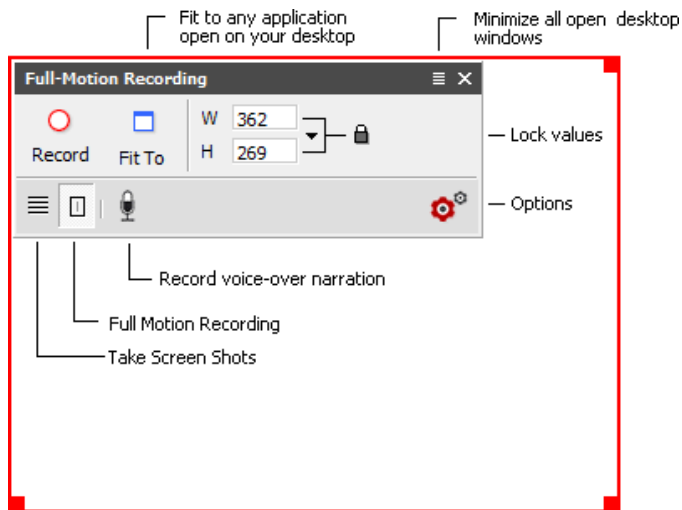 Fit to any application
open on your desktop
Minimize all open desktop
windows
Full-Motion Recording
W 362
H 269
Record
Fit To
Lock values
Options
Record voice-over narration
Full Motion Recording
Take Screen Shots